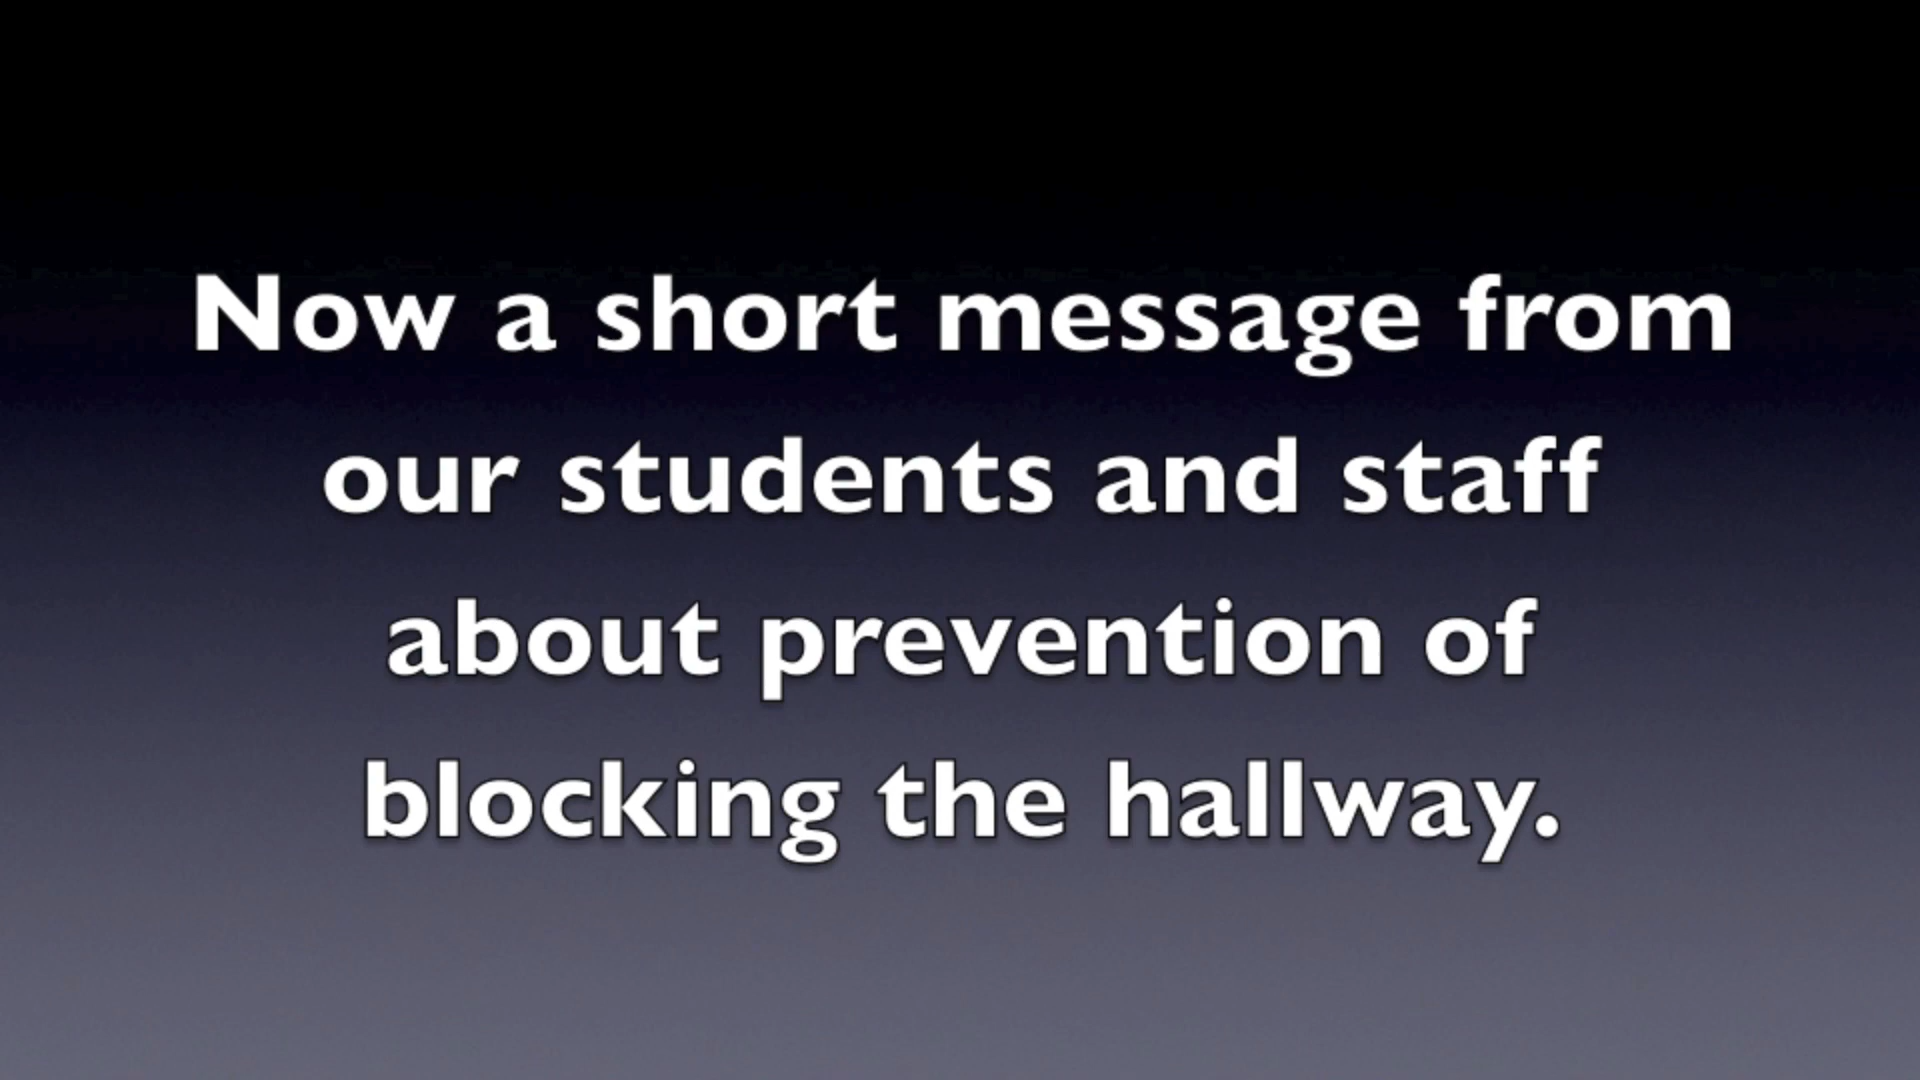 Now a short message from
our students and staff
about prevention of
blocking the hallway.